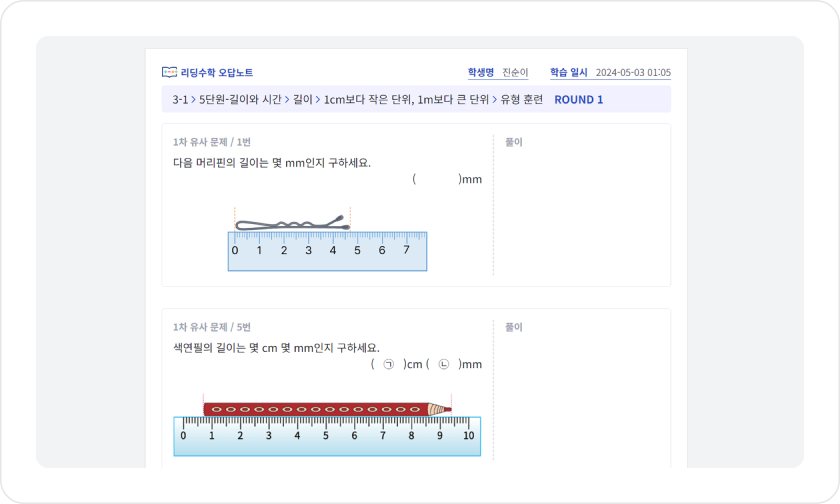 리딩수학 오답노트
학생명 진순이 학습 일시 2024-05-03 01:05
3-1 > 5단원-길이와 시간 > 길이 > 1cm보다 작은 단위, 1m보다 큰 단위 > 유형 훈련 ROUND 1
1차 유사 문제 / 1번
풀이
다음 머리핀의 길이는 몇 mm인지 구하세요.
( )mm
0 1 2 3 4 5 6 7
1차 유사 문제 / 5번
풀이
색연필의 길이는 몇 cm 몇 mm인지 구하세요.
( ㉠ )cm ( ㉡ )mm
0 1 2 3 4 5 6 7 8 9 10